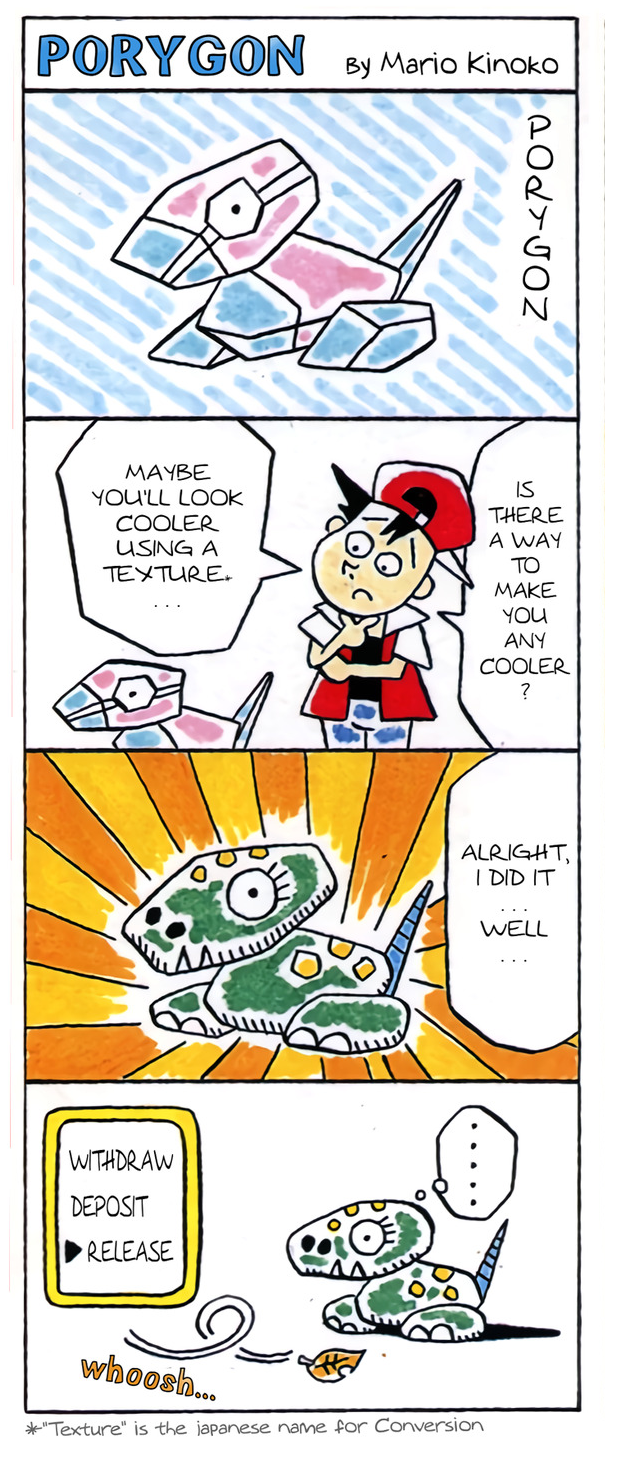 PORYGON
By Mario Kinoko
PORYGON
IS
THERE
A WAY
TO
MAKE
YOU
ANY
COOLER
?
MAYBE
YOU'LL LOOK
COOLER
USING A
TEXTURE*
...
ALRIGHT,
I DID IT
...
WELL
...
WITHDRAW
DEPOSIT
▶RELEASE
.....
whoosh...
*"Texture" is the japanese name for Conversion